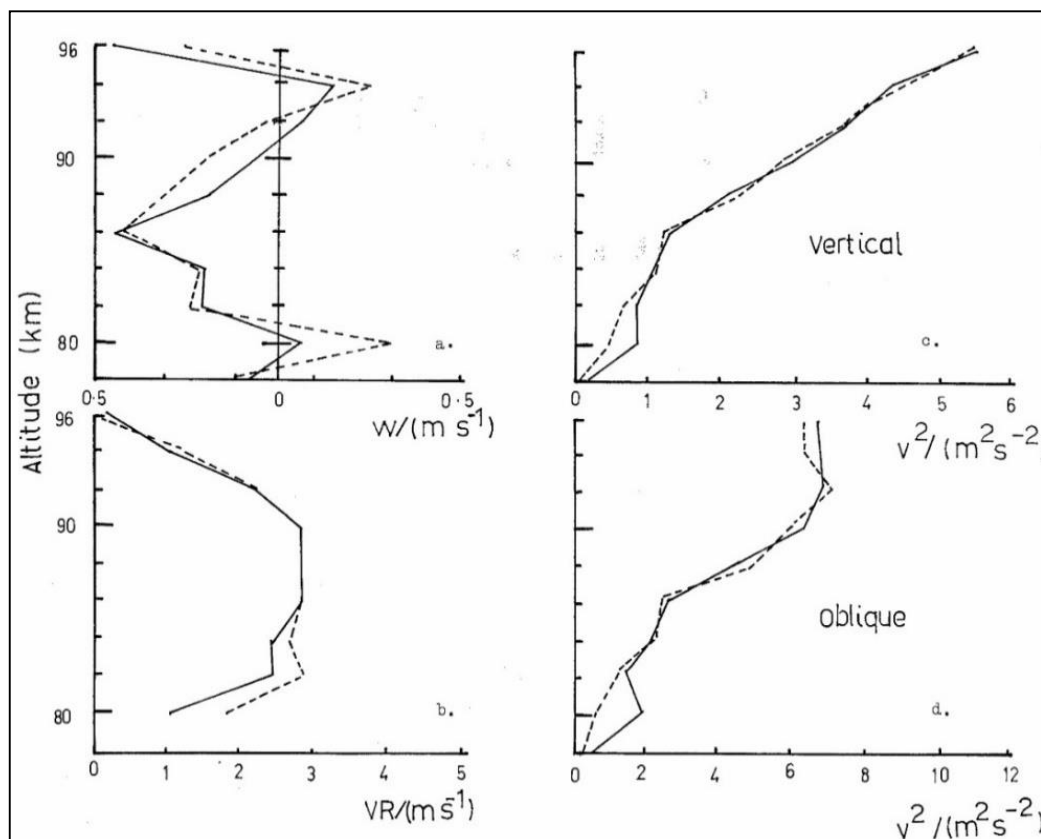 96
90
80
a.
0·5
0
0·5
W/(m s⁻¹)
Vertical
c.
0
1
2
3
4
5
6
v²/(m²s⁻²)
Altitude (km)
96
90
80
b.
0
1
2
3
4
5
VR/(m s⁻¹)
Oblique
d.
0
2
4
6
8
10
12
v²/(m²s⁻²)